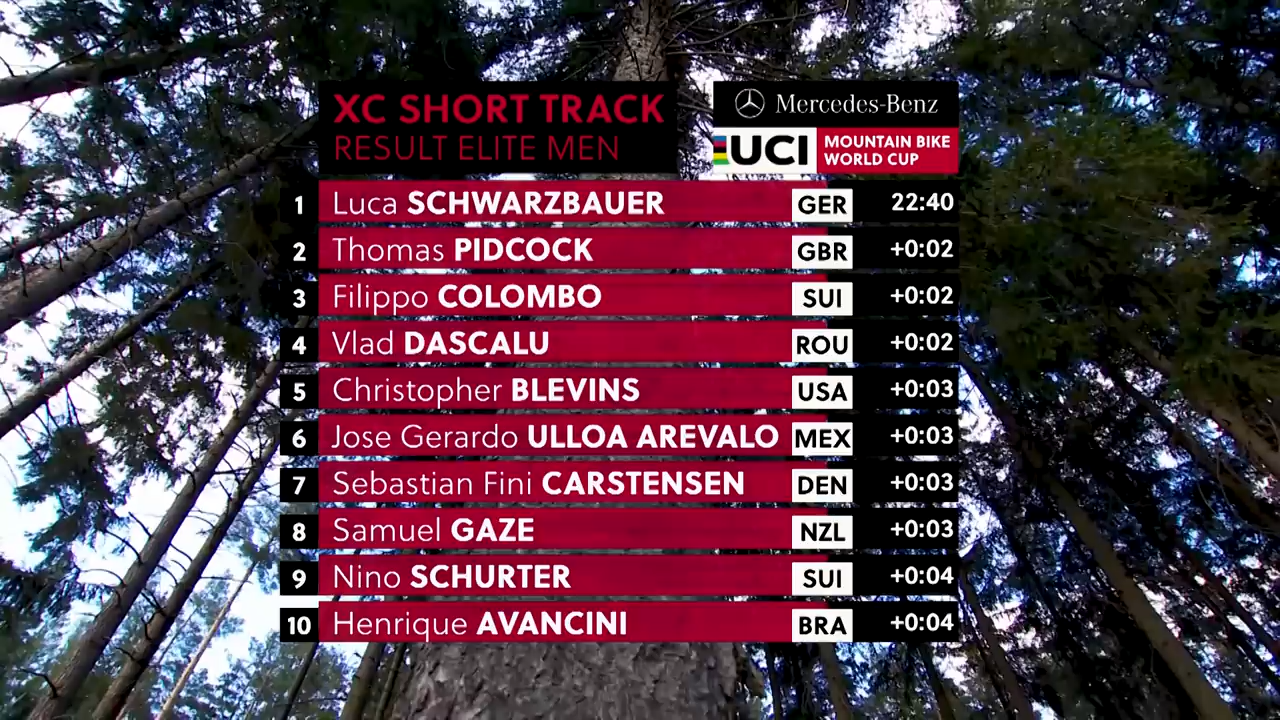 XC SHORT TRACK
RESULT ELITE MEN
Mercedes-Benz
UCI MOUNTAIN BIKE
WORLD CUP
1 Luca SCHWARZBAUER GER 22:40
2 Thomas PIDCOCK GBR +0:02
3 Filippo COLOMBO SUI +0:02
4 Vlad DASCALU ROU +0:02
5 Christopher BLEVINS USA +0:03
6 Jose Gerardo ULLOA AREVALO MEX +0:03
7 Sebastian Fini CARSTENSEN DEN +0:03
8 Samuel GAZE NZL +0:03
9 Nino SCHURTER SUI +0:04
10 Henrique AVANCINI BRA +0:04